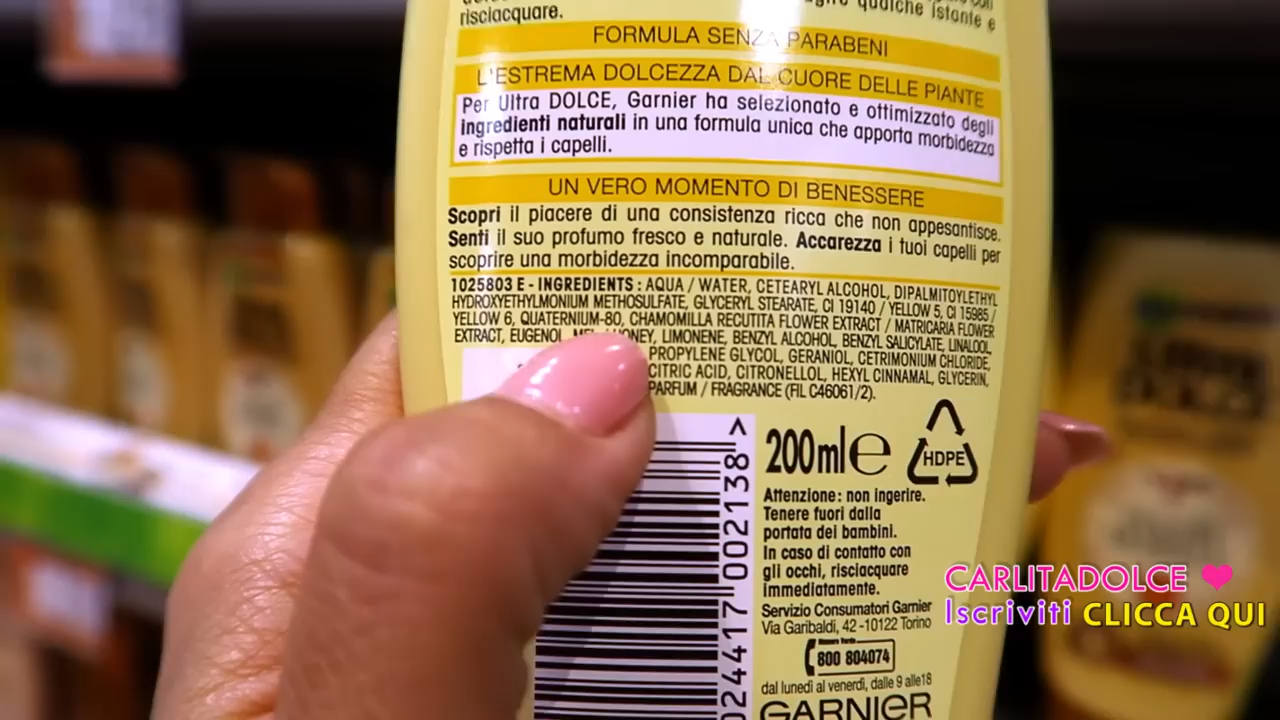 risciacquare.
qualche istante e
FORMULA SENZA PARABENI
L'ESTREMA DOLCEZZA DAL CUORE DELLE PIANTE
Per Ultra DOLCE, Garnier ha selezionato e ottimizzato degli
ingredienti naturali in una formula unica che apporta morbidezza
e rispetta i capelli.
UN VERO MOMENTO DI BENESSERE
Scopri il piacere di una consistenza ricca che non appesantisce.
Senti il suo profumo fresco e naturale. Accarezza i tuoi capelli per
scoprire una morbidezza incomparabile.
1025803 E - INGREDIENTS : AQUA / WATER, CETEARYL ALCOHOL, DIPALMITOYLETHYL
HYDROXYETHYLMONIUM METHOSULFATE, GLYCERYL STEARATE, CI 19140 / YELLOW 5, CI 15985 /
YELLOW 6, QUATERNIUM-80, CHAMOMILLA RECUTITA FLOWER EXTRACT / MATRICARIA FLOWER
EXTRACT, EUGENOL, LIMONENE, BENZYL ALCOHOL, BENZYL SALICYLATE, LINALOOL,
PROPYLENE GLYCOL, GERANIOL, CETRIMONIUM CHLORIDE,
CITRIC ACID, CITRONELLOL, HEXYL CINNAMAL, GLYCERIN,
PARFUM / FRAGRANCE (FIL C46061/2).
200ml e
HDPE
024417 002138 >
Attenzione: non ingerire.
Tenere fuori dalla
portata dei bambini.
In caso di contatto con
gli occhi, risciacquare
immediatamente.
Servizio Consumatori Garnier
Via Garibaldi, 42 -10122 Torino
Numero Verde
800 804074
dal lunedì al venerdì, dalle 9 alle18
GARNIER
CARLITADOLCE ❤
Iscriviti CLICCA QUI